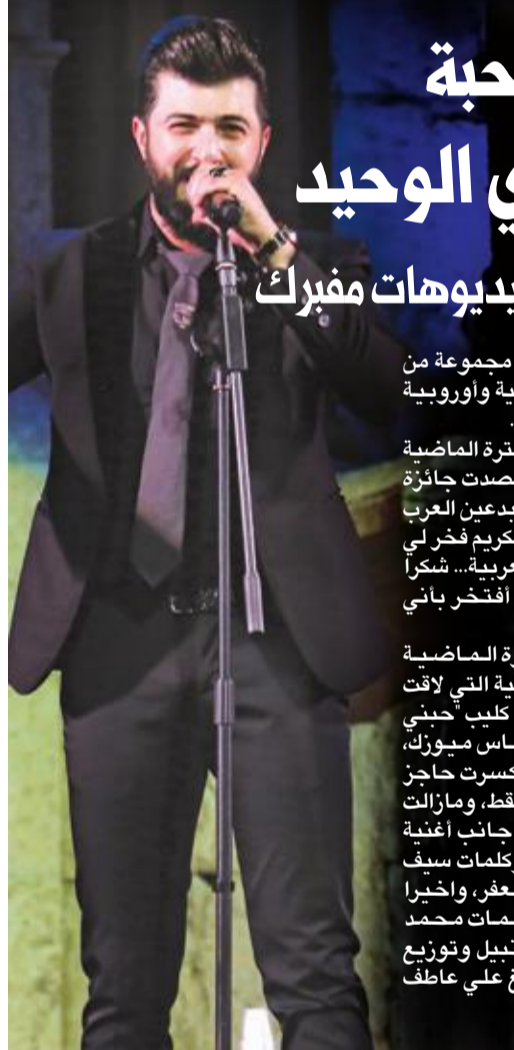 حبة
ي الوحيد
يديوهات مفبرك
مجموعة من
ية وأوروبية
.
ترة الماضية
صدت جائزة
بدعين العرب
كريم فخر لي
عربية... شكرا
أفتخر بأني
رة الماضية
ية التي لاقت
كليب "حبني
اس ميوزك،
كسرت حاجز
قط، ومازالت
جانب أغنية
كلمات سيف
عفر، واخيرا
مات محمد
تبيل وتوزيع
غ علي عاطف